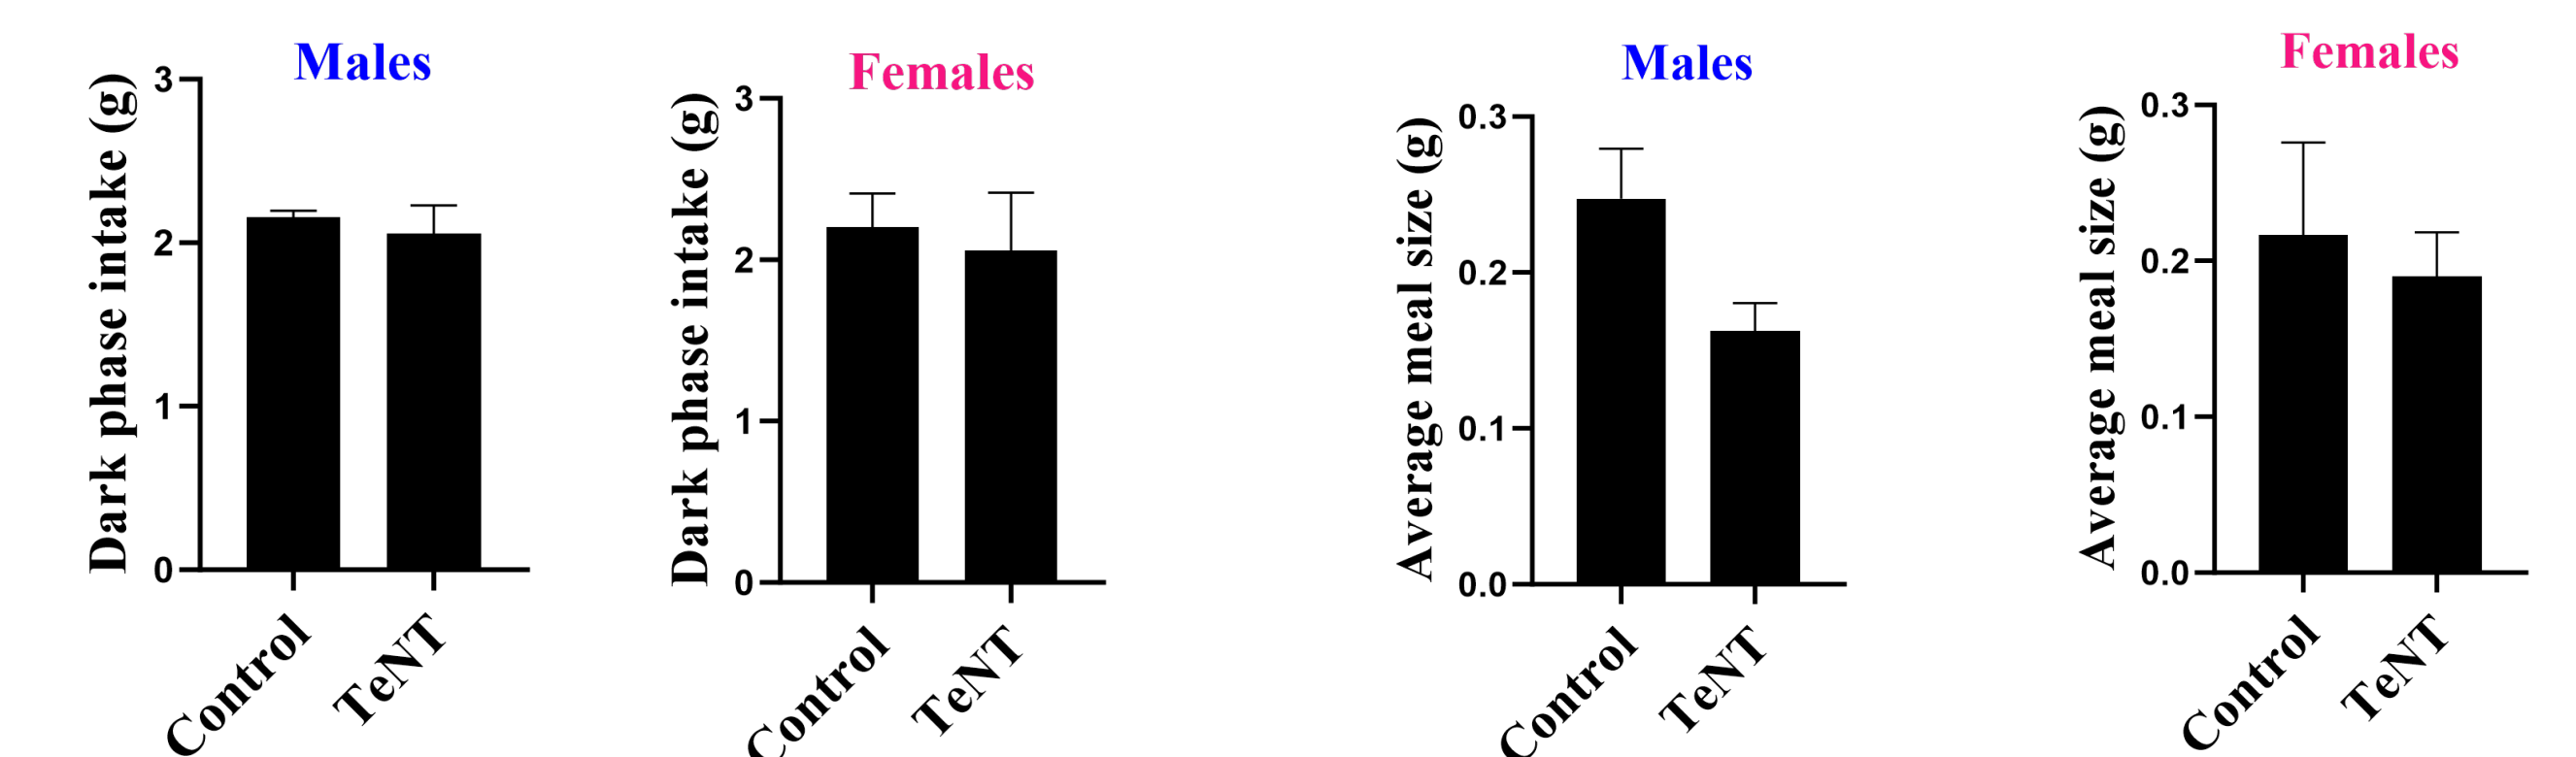 Males
Dark phase intake (g)
3
2
1
0
Control
TeNT
Females
Dark phase intake (g)
3
2
1
0
Control
TeNT
Males
Average meal size (g)
0.3
0.2
0.1
0.0
Control
TeNT
Females
Average meal size (g)
0.3
0.2
0.1
0.0
Control
TeNT